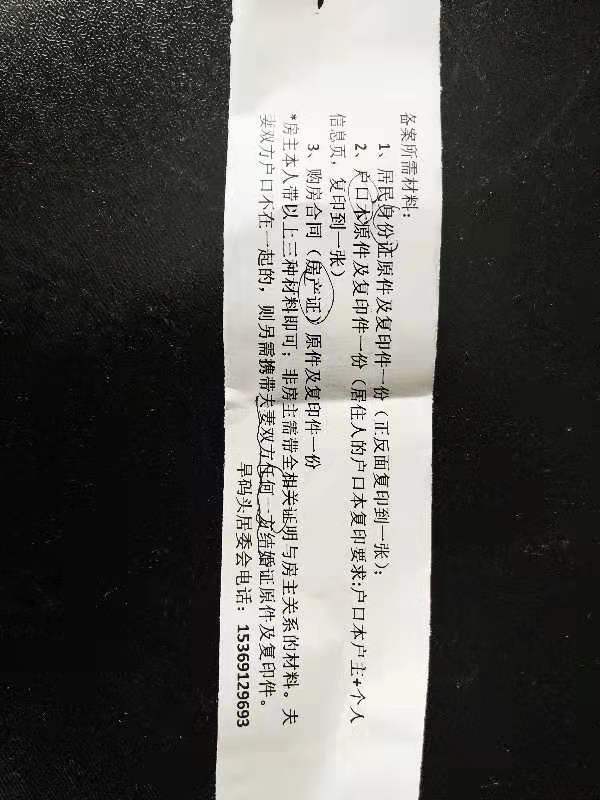 备案所需材料：
1、居民身份证原件及复印件一份（正反面复印到一张）；
2、户口本原件及复印件一份（居住人的户口本复印要求:户口本户主+个人
信息页，复印到一张）
3、购房合同（房产证）原件及复印件一份
*房主本人带以上三种材料即可；非房主需带全相关证明与房主关系的材料。夫
妻双方户口不在一起的，则另需携带夫妻双方任何一方结婚证原件及复印件。
早码头居委会电话：15369129693